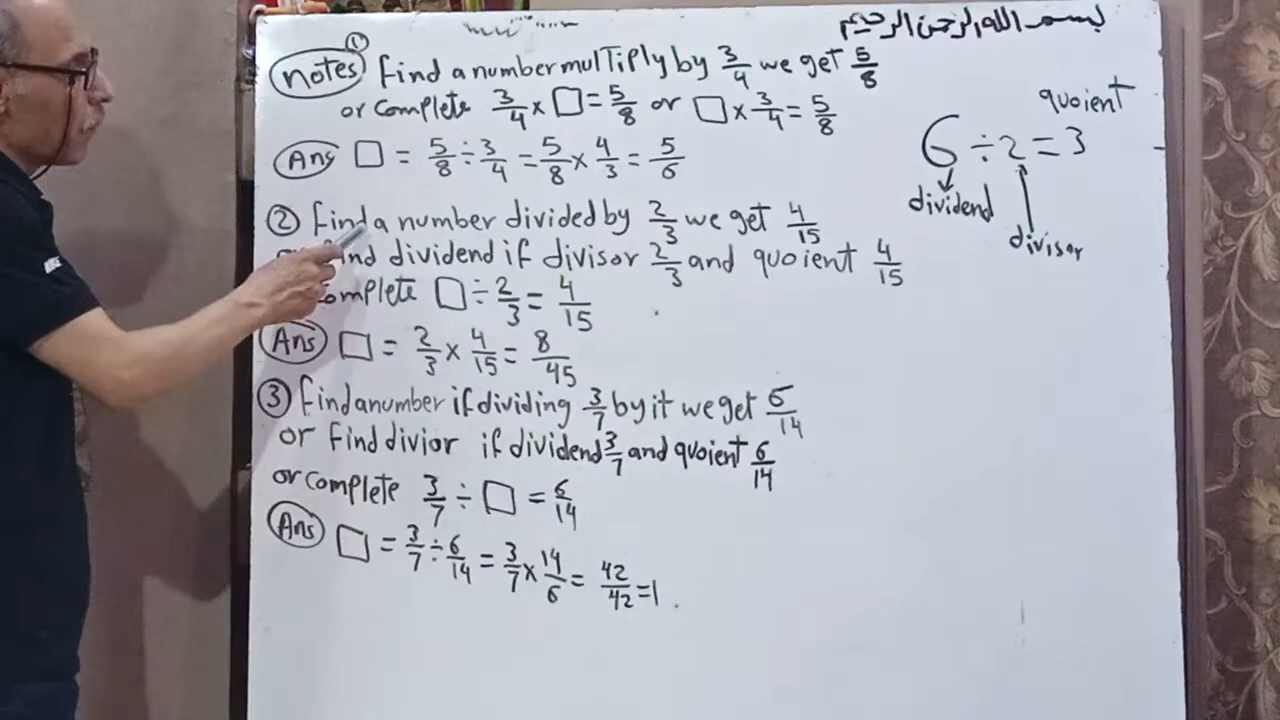 بسم الله الرحمن الرحيم
notes ① find a number multiply by 3/4 we get 5/8
or complete 3/4 × □ = 5/8 or □ × 3/4 = 5/8
Ans □ = 5/8 ÷ 3/4 = 5/8 × 4/3 = 5/6
② find a number divided by 2/3 we get 4/15
find dividend if divisor 2/3 and quoient 4/15
complete □ ÷ 2/3 = 4/15
Ans □ = 2/3 × 4/15 = 8/45
③ find a number if dividing 3/7 by it we get 6/14
or find divior if dividend 3/7 and quoient 6/14
or complete 3/7 ÷ □ = 6/14
Ans □ = 3/7 ÷ 6/14 = 3/7 × 14/6 = 42/42 = 1
quoient
6 ÷ 2 = 3
dividend
divisor